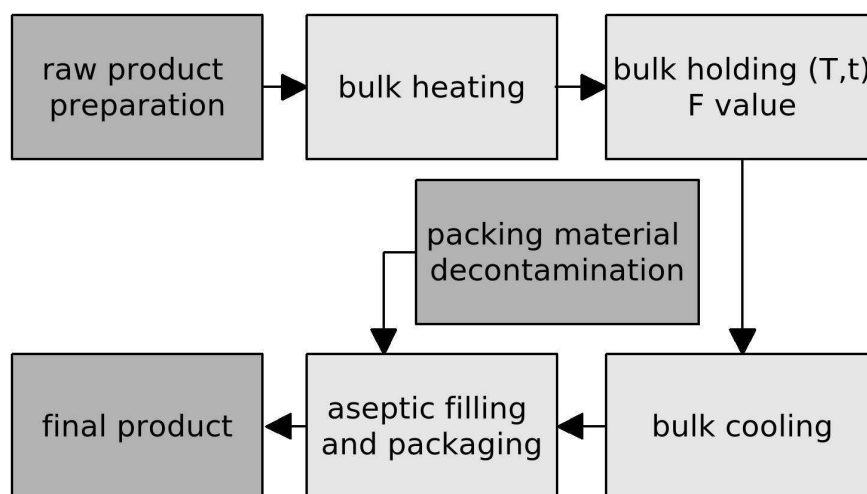 raw product
preparation
bulk heating
bulk holding (T,t)
F value
packing material
decontamination
final product
aseptic filling
and packaging
bulk cooling